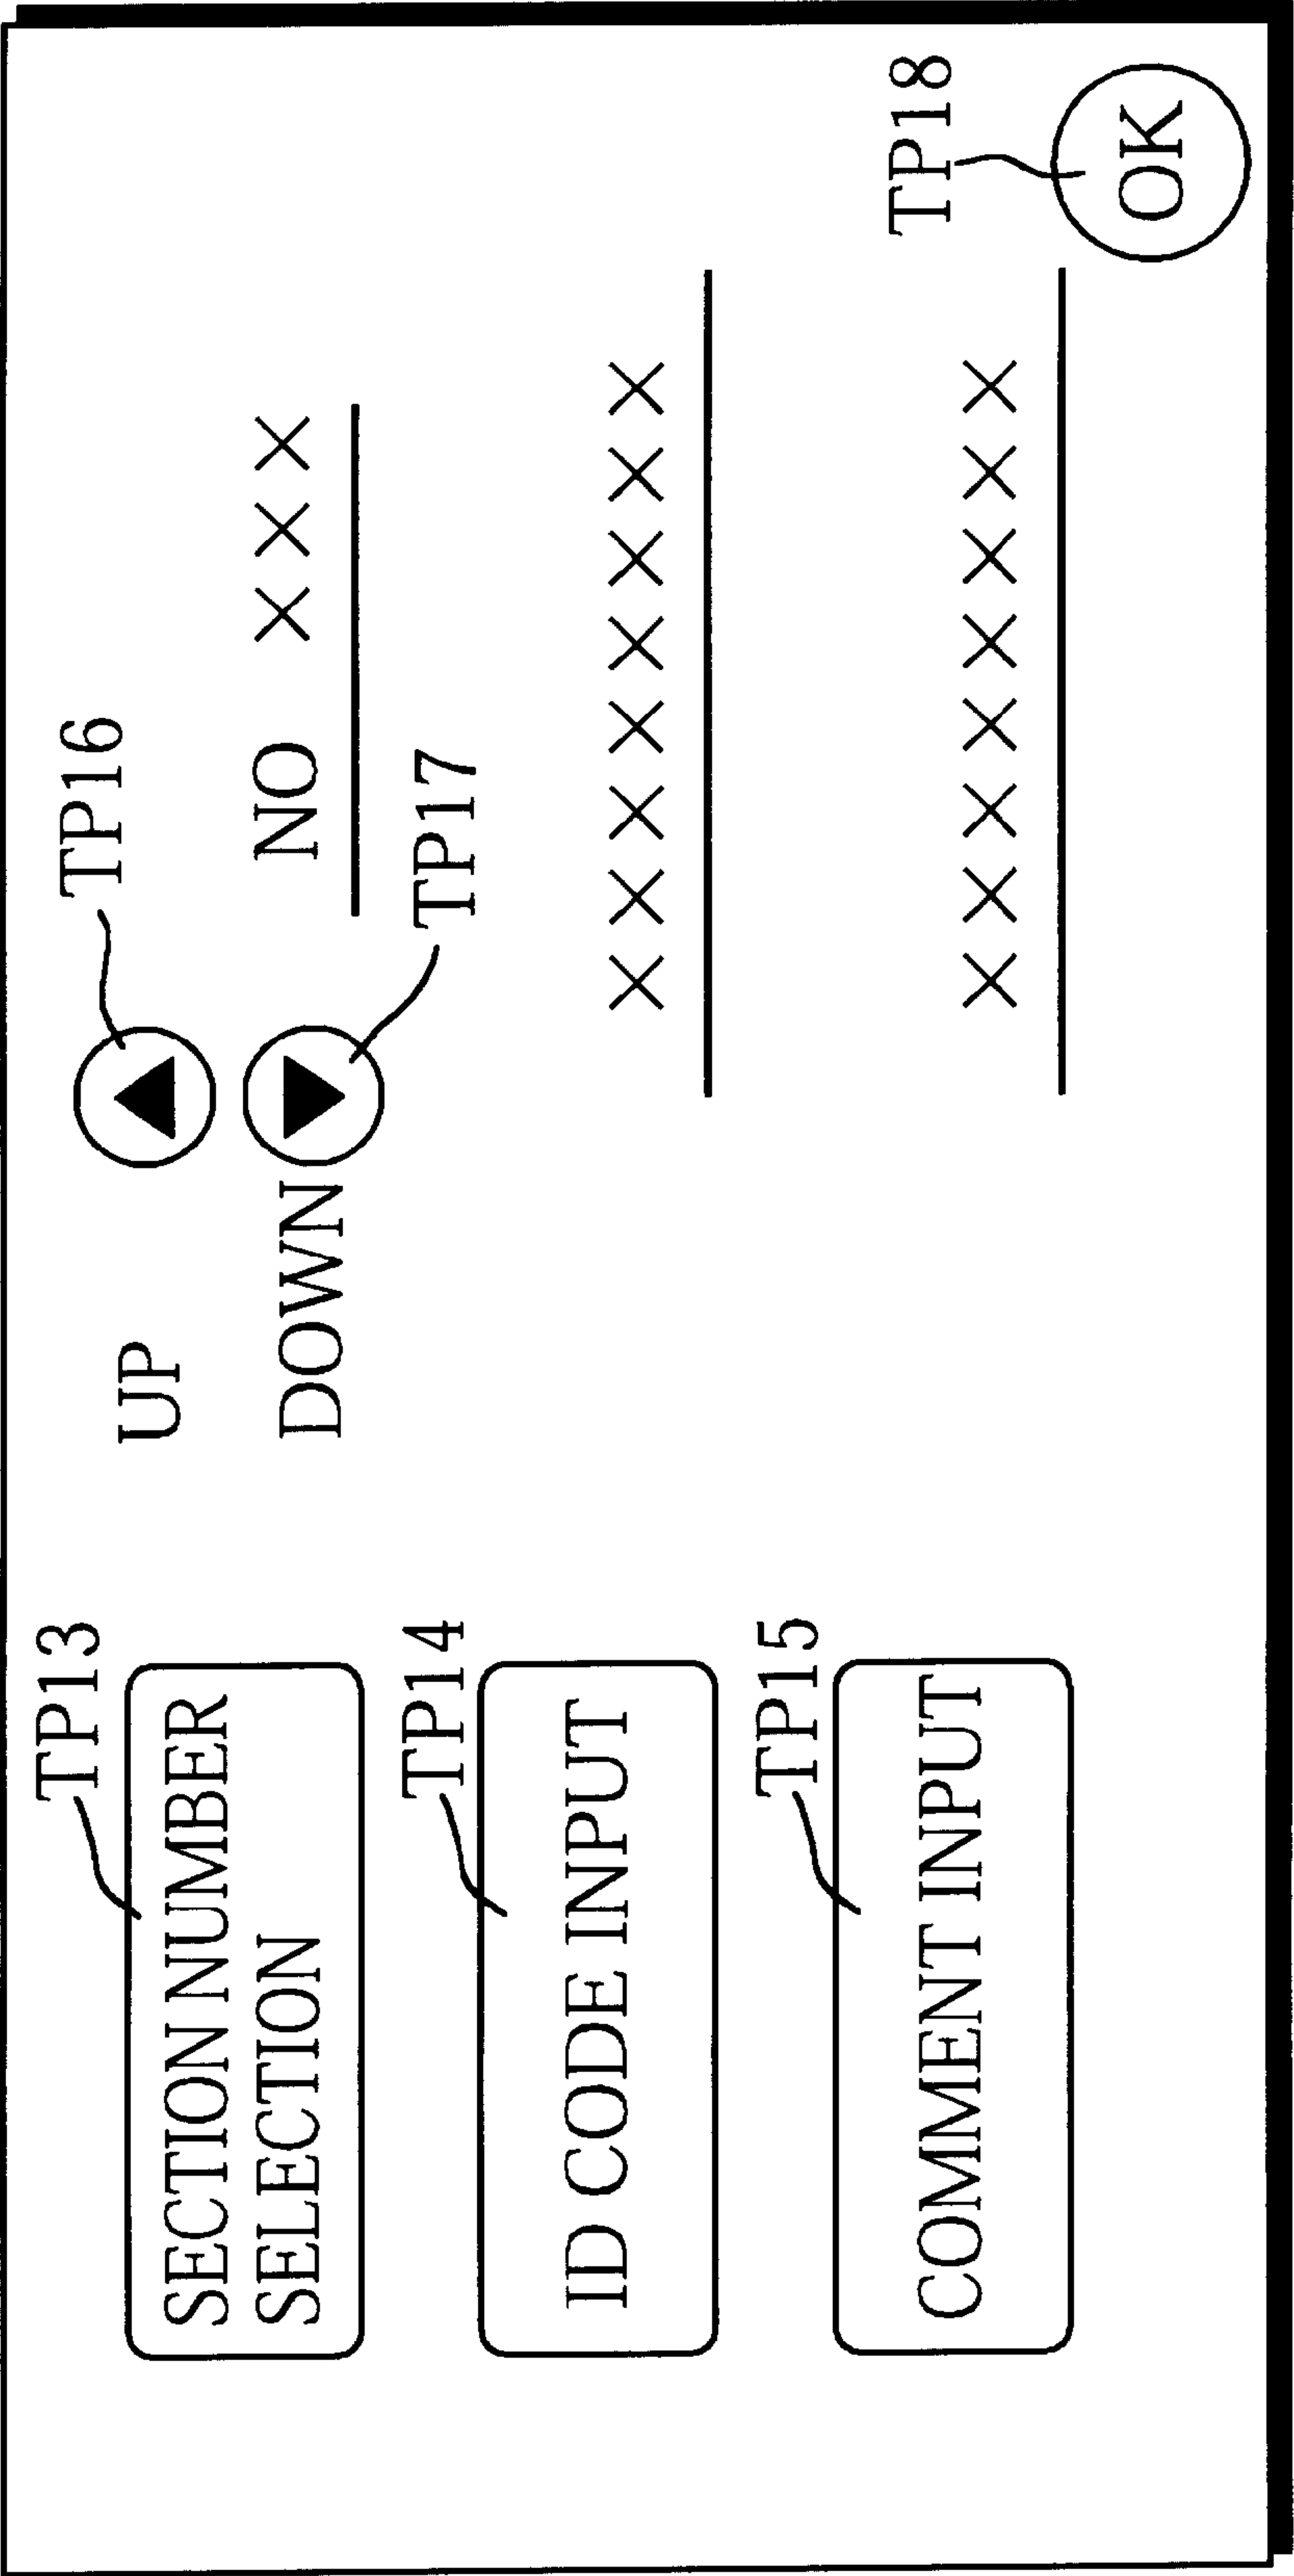 TP13
SECTION NUMBER
SELECTION
UP
▲
TP16
DOWN
▼
TP17
NO ×××
TP14
ID CODE INPUT
××××××××
TP15
COMMENT INPUT
××××××××
TP18
OK